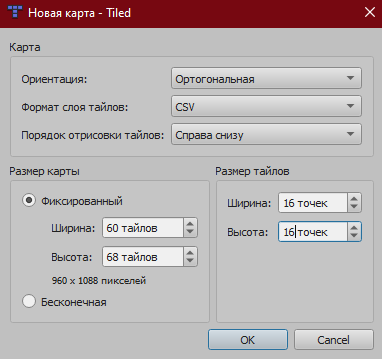 Новая карта - Tiled
Карта
Ориентация: Ортогональная
Формат слоя тайлов: CSV
Порядок отрисовки тайлов: Справа снизу
Размер карты
Фиксированный
Ширина: 60 тайлов
Высота: 68 тайлов
960 x 1088 пикселей
Бесконечная
Размер тайлов
Ширина: 16 точек
Высота: 16 точек
OK Cancel